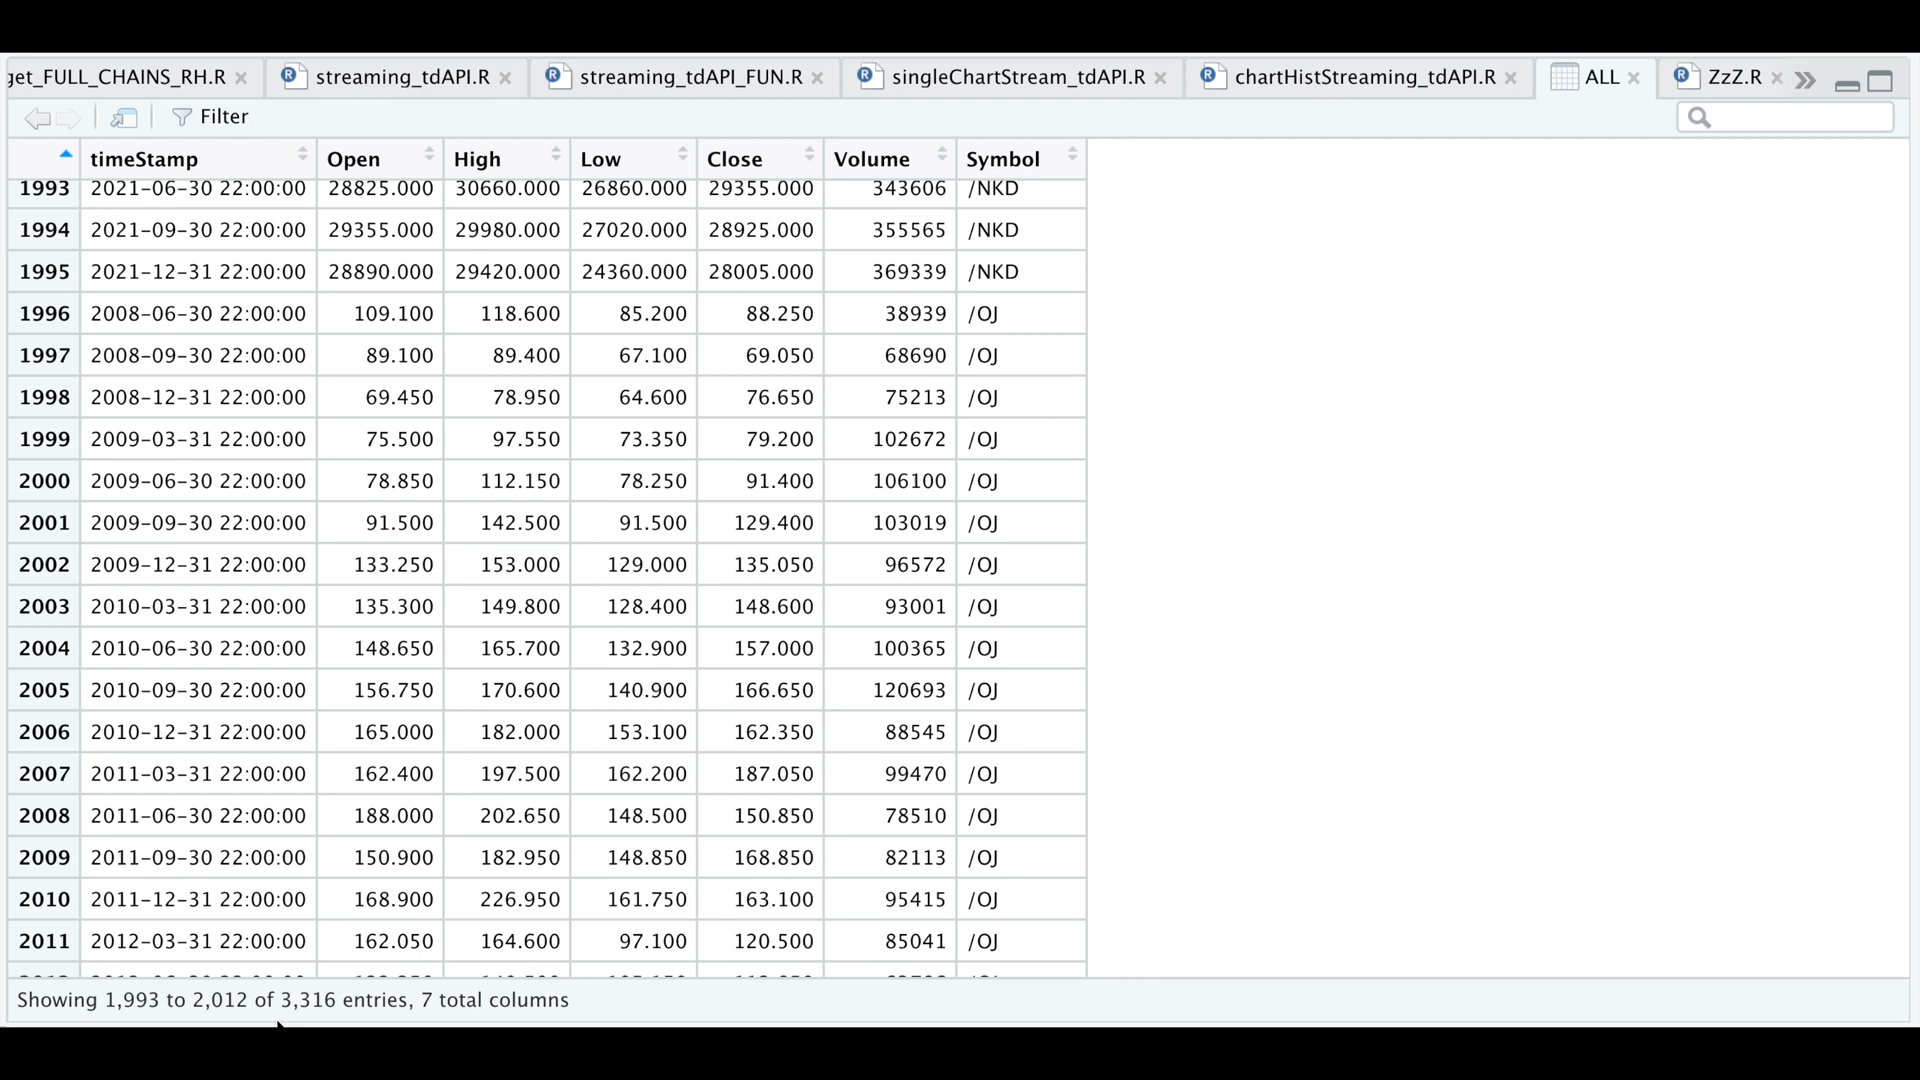 get_FULL_CHAINS_RH.R streaming_tdAPI.R streaming_tdAPI_FUN.R singleChartStream_tdAPI.R chartHistStreaming_tdAPI.R ALL ZzZ.R
Filter
timeStamp Open High Low Close Volume Symbol
1993 2021-06-30 22:00:00 28825.000 30660.000 26860.000 29355.000 343606 /NKD
1994 2021-09-30 22:00:00 29355.000 29980.000 27020.000 28925.000 355565 /NKD
1995 2021-12-31 22:00:00 28890.000 29420.000 24360.000 28005.000 369339 /NKD
1996 2008-06-30 22:00:00 109.100 118.600 85.200 88.250 38939 /OJ
1997 2008-09-30 22:00:00 89.100 89.400 67.100 69.050 68690 /OJ
1998 2008-12-31 22:00:00 69.450 78.950 64.600 76.650 75213 /OJ
1999 2009-03-31 22:00:00 75.500 97.550 73.350 79.200 102672 /OJ
2000 2009-06-30 22:00:00 78.850 112.150 78.250 91.400 106100 /OJ
2001 2009-09-30 22:00:00 91.500 142.500 91.500 129.400 103019 /OJ
2002 2009-12-31 22:00:00 133.250 153.000 129.000 135.050 96572 /OJ
2003 2010-03-31 22:00:00 135.300 149.800 128.400 148.600 93001 /OJ
2004 2010-06-30 22:00:00 148.650 165.700 132.900 157.000 100365 /OJ
2005 2010-09-30 22:00:00 156.750 170.600 140.900 166.650 120693 /OJ
2006 2010-12-31 22:00:00 165.000 182.000 153.100 162.350 88545 /OJ
2007 2011-03-31 22:00:00 162.400 197.500 162.200 187.050 99470 /OJ
2008 2011-06-30 22:00:00 188.000 202.650 148.500 150.850 78510 /OJ
2009 2011-09-30 22:00:00 150.900 182.950 148.850 168.850 82113 /OJ
2010 2011-12-31 22:00:00 168.900 226.950 161.750 163.100 95415 /OJ
2011 2012-03-31 22:00:00 162.050 164.600 97.100 120.500 85041 /OJ
Showing 1,993 to 2,012 of 3,316 entries, 7 total columns